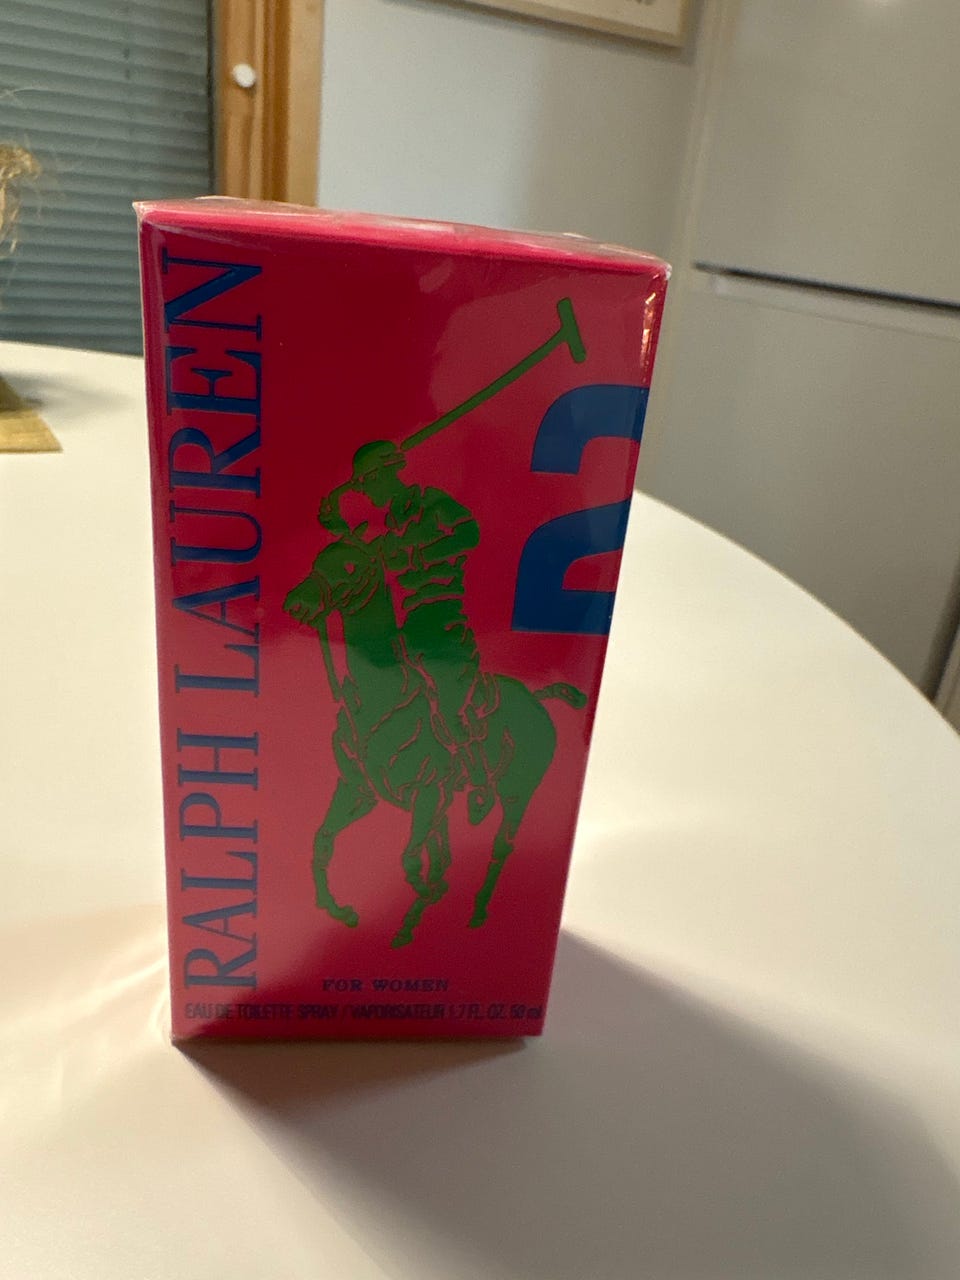 RALPH LAUREN
2
FOR WOMEN
EAU DE TOILETTE SPRAY / VAPORISATEUR 1.7 FL. OZ. 50 ml